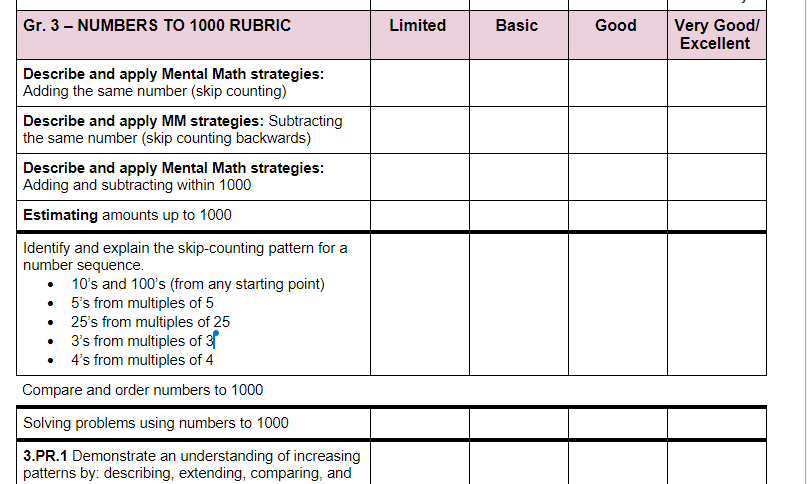 Gr. 3 – NUMBERS TO 1000 RUBRIC Limited Basic Good Very Good/
Excellent
Describe and apply Mental Math strategies:
Adding the same number (skip counting)
Describe and apply MM strategies: Subtracting
the same number (skip counting backwards)
Describe and apply Mental Math strategies:
Adding and subtracting within 1000
Estimating amounts up to 1000
Identify and explain the skip-counting pattern for a
number sequence.
• 10's and 100's (from any starting point)
• 5's from multiples of 5
• 25's from multiples of 25
• 3's from multiples of 3
• 4's from multiples of 4
Compare and order numbers to 1000
Solving problems using numbers to 1000
3.PR.1 Demonstrate an understanding of increasing
patterns by: describing, extending, comparing, and